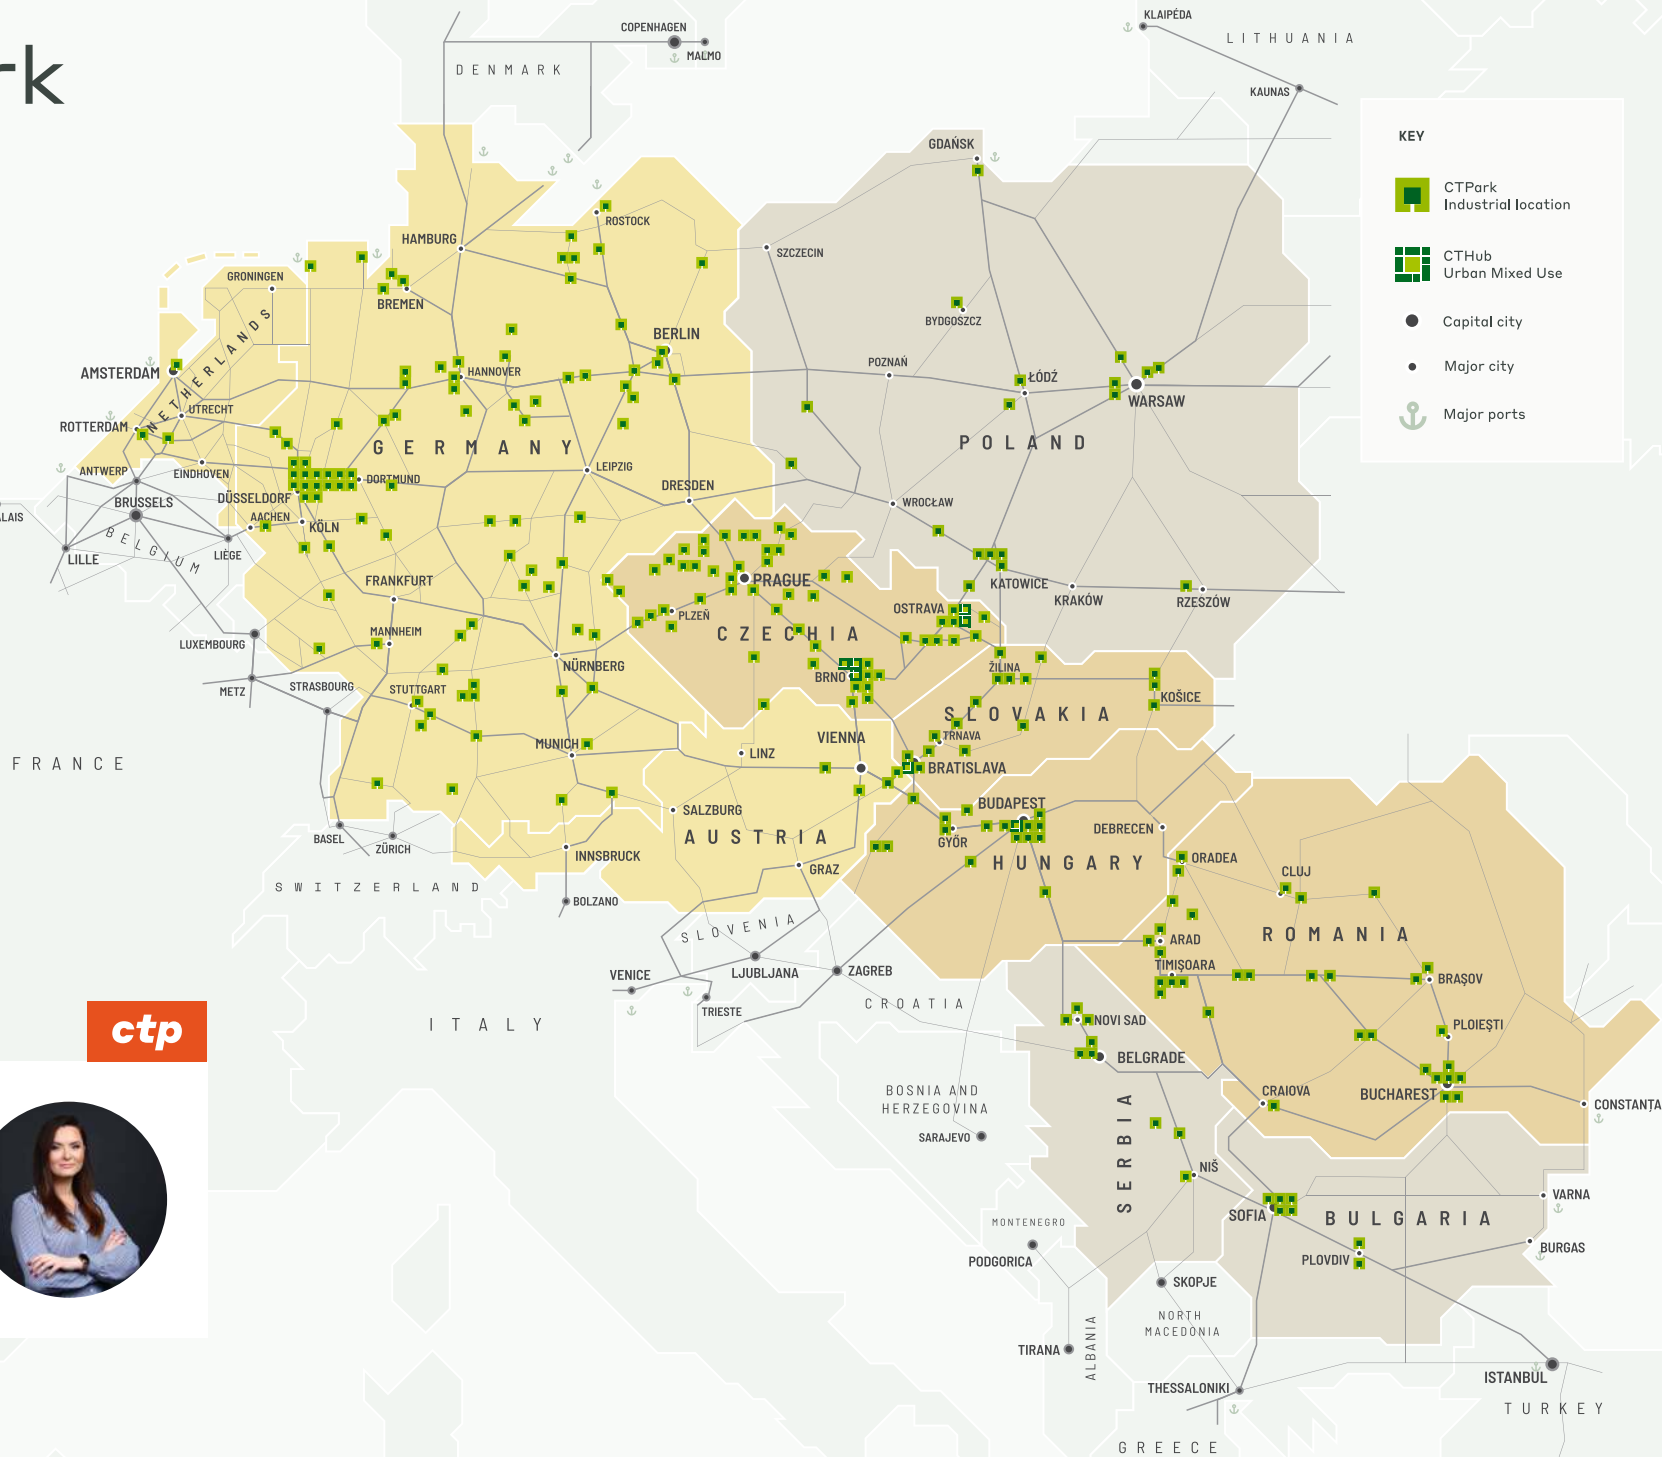 rk
COPENHAGEN
MALMO
DENMARK
KLAIPĖDA
LITHUANIA
KAUNAS
KEY
CTPark
Industrial location
CTHub
Urban Mixed Use
Capital city
Major city
Major ports
GDAŃSK
ROSTOCK
HAMBURG
SZCZECIN
GRONINGEN
BREMEN
BYDGOSZCZ
NETHERLANDS
BERLIN
AMSTERDAM
HANNOVER
POZNAŃ
ŁÓDŹ
WARSAW
UTRECHT
ROTTERDAM
GERMANY
POLAND
ANTWERP
EINDHOVEN
DORTMUND
LEIPZIG
DRESDEN
BRUSSELS
DÜSSELDORF
WROCŁAW
LAIS
AACHEN
KÖLN
BELGIUM
LIÈGE
LILLE
FRANKFURT
PRAGUE
KATOWICE
KRAKÓW
RZESZÓW
OSTRAVA
PLZEŇ
CZECHIA
LUXEMBOURG
MANNHEIM
NÜRNBERG
ŽILINA
METZ
STRASBOURG
STUTTGART
BRNO
KOŠICE
SLOVAKIA
MUNICH
LINZ
VIENNA
TRNAVA
FRANCE
BRATISLAVA
SALZBURG
BUDAPEST
BASEL
ZÜRICH
AUSTRIA
GYŐR
DEBRECEN
INNSBRUCK
GRAZ
HUNGARY
ORADEA
CLUJ
SWITZERLAND
BOLZANO
SLOVENIA
ROMANIA
ARAD
VENICE
LJUBLJANA
ZAGREB
TIMIȘOARA
BRAȘOV
TRIESTE
CROATIA
ITALY
NOVI SAD
PLOIEȘTI
ctp
BELGRADE
BOSNIA AND
HERZEGOVINA
CRAIOVA
BUCHAREST
CONSTANȚA
SARAJEVO
SERBIA
NIŠ
VARNA
MONTENEGRO
SOFIA
BULGARIA
PODGORICA
PLOVDIV
BURGAS
SKOPJE
NORTH
MACEDONIA
TIRANA
ALBANIA
THESSALONIKI
ISTANBUL
TURKEY
GREECE